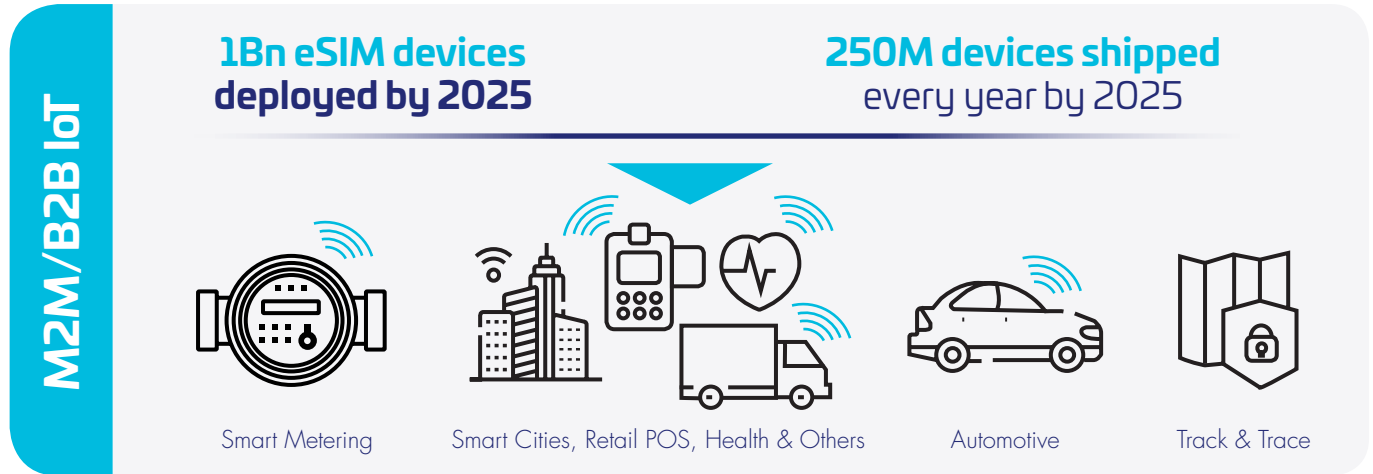 M2M/B2B IoT
1Bn eSIM devices
deployed by 2025
250M devices shipped
every year by 2025
Smart Metering
Smart Cities, Retail POS, Health & Others
Automotive
Track & Trace